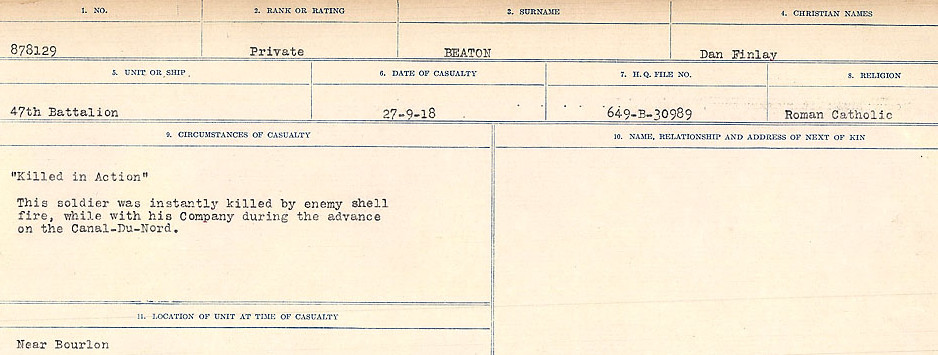 1. NO.
2. RANK OR RATING
3. SURNAME
4. CHRISTIAN NAMES
878129
Private
BEATON
Dan Finlay
5. UNIT OR SHIP
6. DATE OF CASUALTY
7. H.Q. FILE NO.
8. RELIGION
47th Battalion
27-9-18
649-B-30989
Roman Catholic
9. CIRCUMSTANCES OF CASUALTY
10. NAME, RELATIONSHIP AND ADDRESS OF NEXT OF KIN
"Killed in Action"
This soldier was instantly killed by enemy shell
fire, while with his Company during the advance
on the Canal-Du-Nord.
11. LOCATION OF UNIT AT TIME OF CASUALTY
Near Bourlon